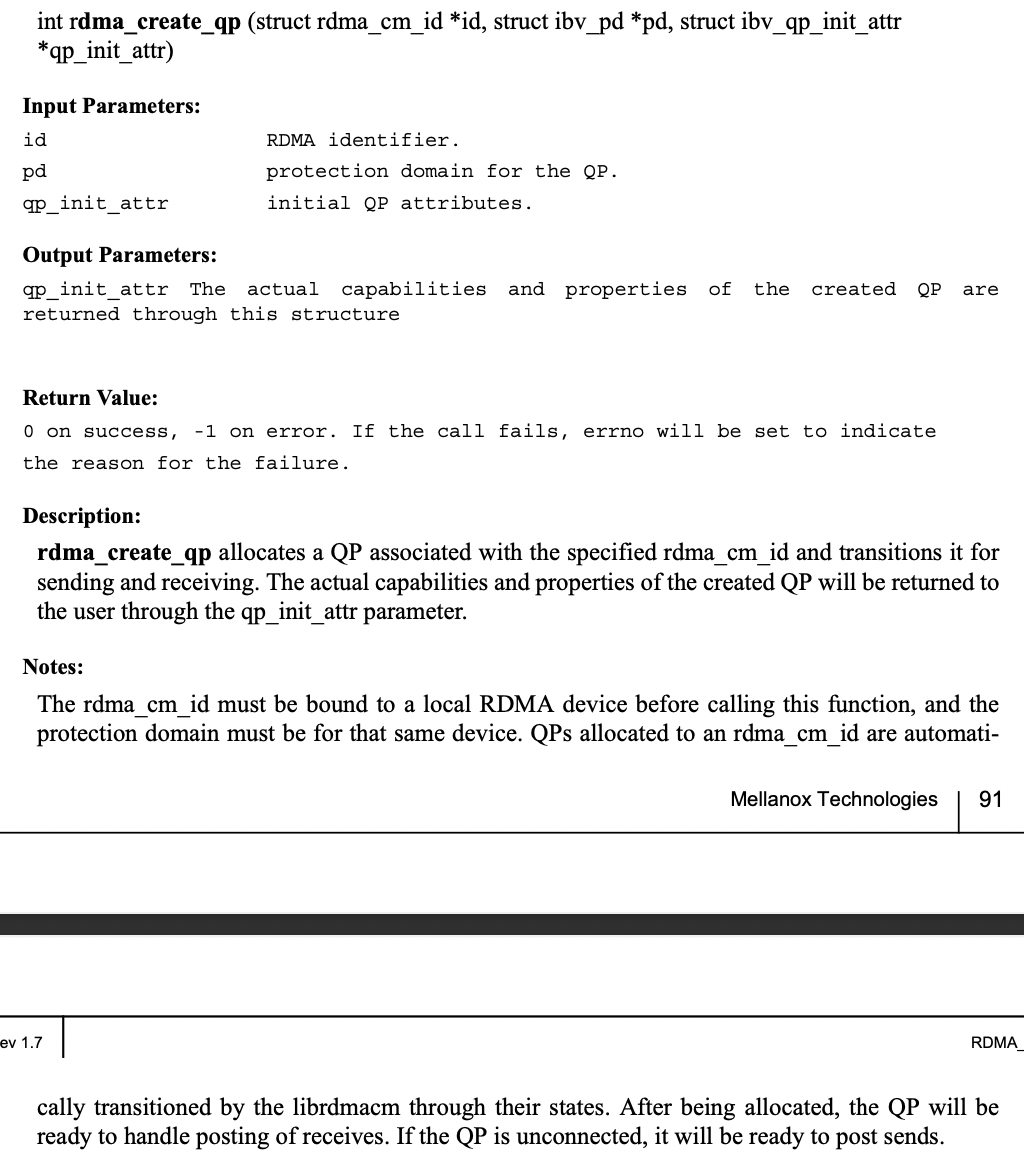 int rdma_create_qp (struct rdma_cm_id *id, struct ibv_pd *pd, struct ibv_qp_init_attr
*qp_init_attr)
Input Parameters:
id RDMA identifier.
pd protection domain for the QP.
qp_init_attr initial QP attributes.
Output Parameters:
qp_init_attr The actual capabilities and properties of the created QP are
returned through this structure
Return Value:
0 on success, -1 on error. If the call fails, errno will be set to indicate
the reason for the failure.
Description:
rdma_create_qp allocates a QP associated with the specified rdma_cm_id and transitions it for
sending and receiving. The actual capabilities and properties of the created QP will be returned to
the user through the qp_init_attr parameter.
Notes:
The rdma_cm_id must be bound to a local RDMA device before calling this function, and the
protection domain must be for that same device. QPs allocated to an rdma_cm_id are automati-
Mellanox Technologies 91
ev 1.7 RDMA_
cally transitioned by the librdmacm through their states. After being allocated, the QP will be
ready to handle posting of receives. If the QP is unconnected, it will be ready to post sends.